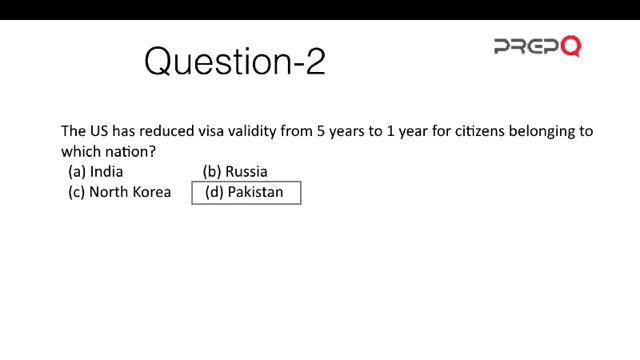 PREPQ
Question-2
The US has reduced visa validity from 5 years to 1 year for citizens belonging to
which nation?
(a) India (b) Russia
(c) North Korea (d) Pakistan